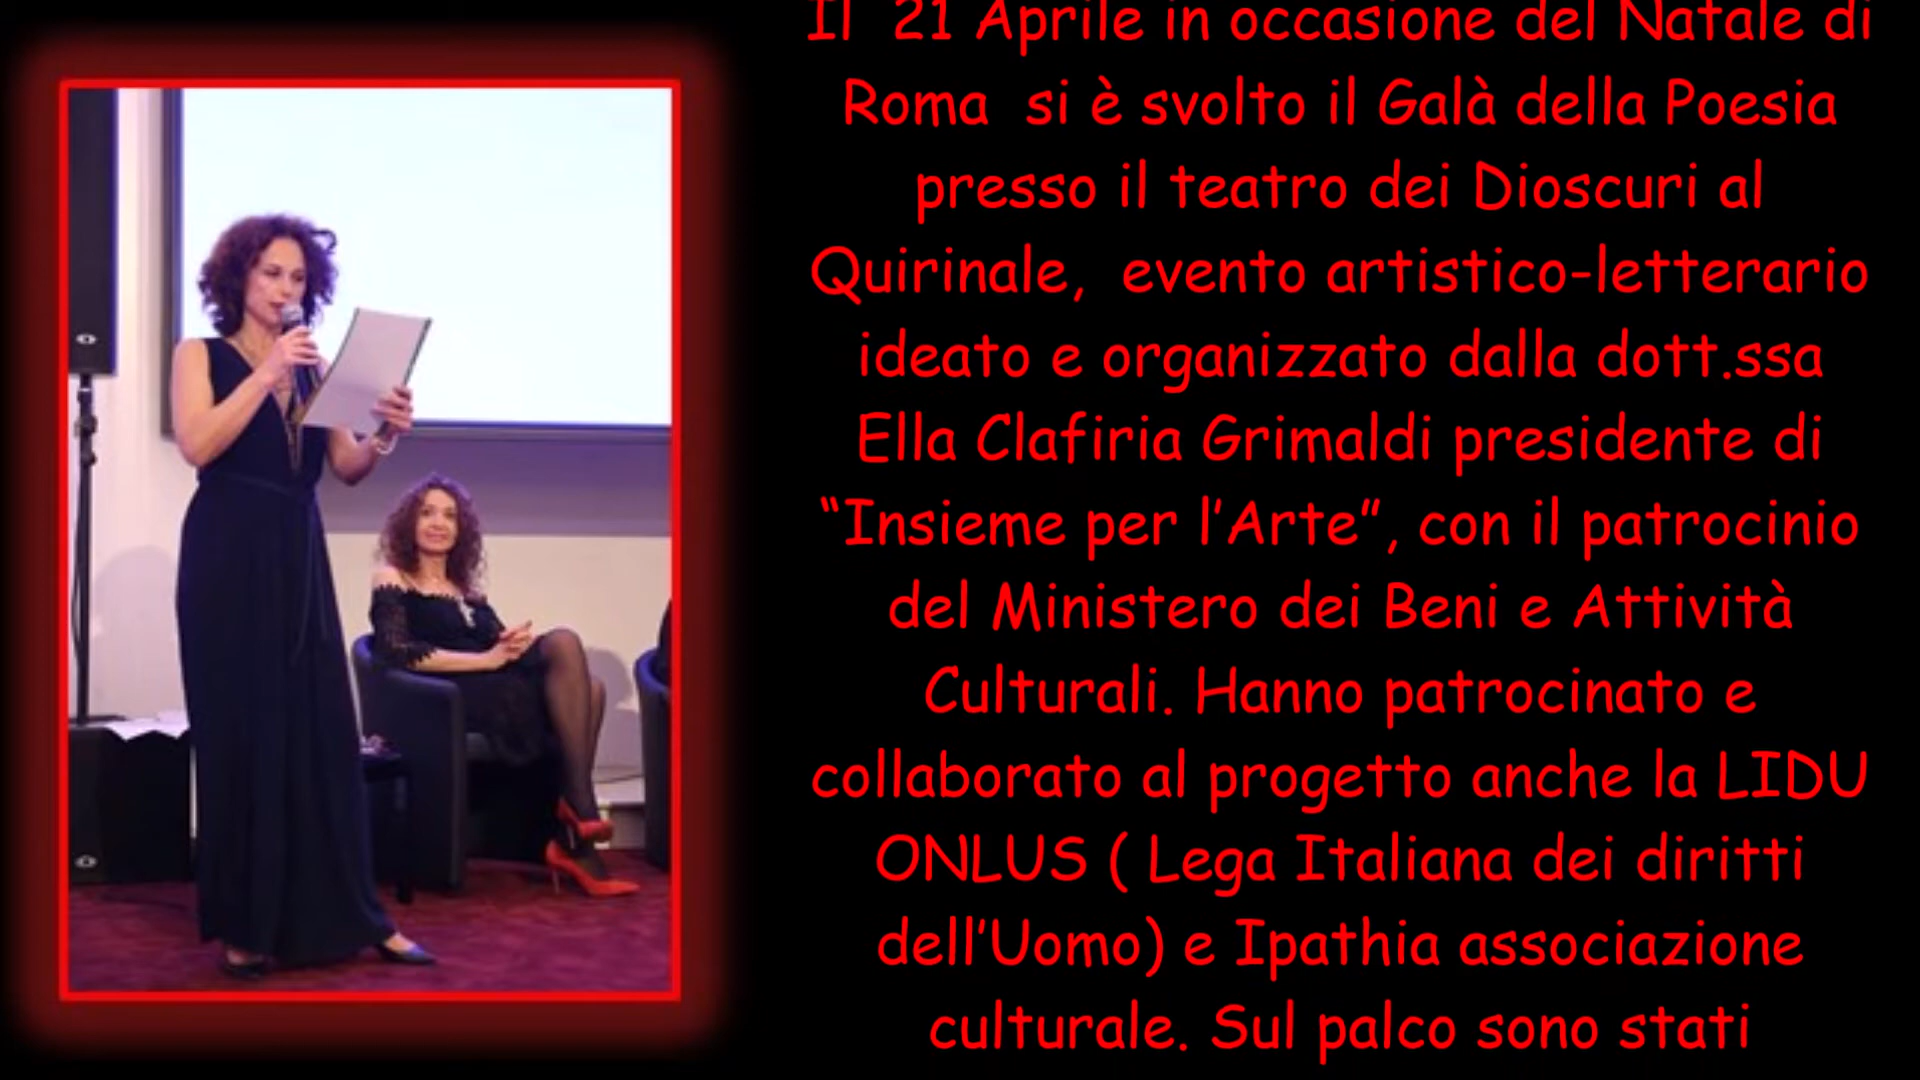 Il 21 Aprile in occasione del Natale di
Roma si è svolto il Galà della Poesia
presso il teatro dei Dioscuri al
Quirinale, evento artistico-letterario
ideato e organizzato dalla dott.ssa
Ella Clafiria Grimaldi presidente di
“Insieme per l’Arte”, con il patrocinio
del Ministero dei Beni e Attività
Culturali. Hanno patrocinato e
collaborato al progetto anche la LIDU
ONLUS ( Lega Italiana dei diritti
dell’Uomo) e Ipathia associazione
culturale. Sul palco sono stati